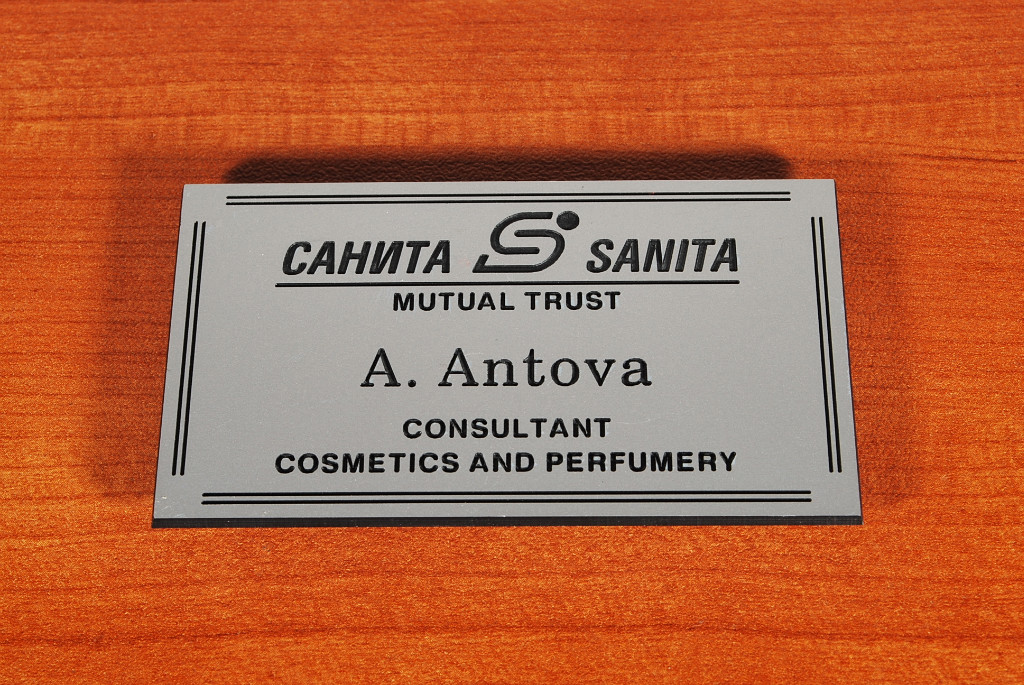 САНИТА SANITA
MUTUAL TRUST
A. Antova
CONSULTANT
COSMETICS AND PERFUMERY